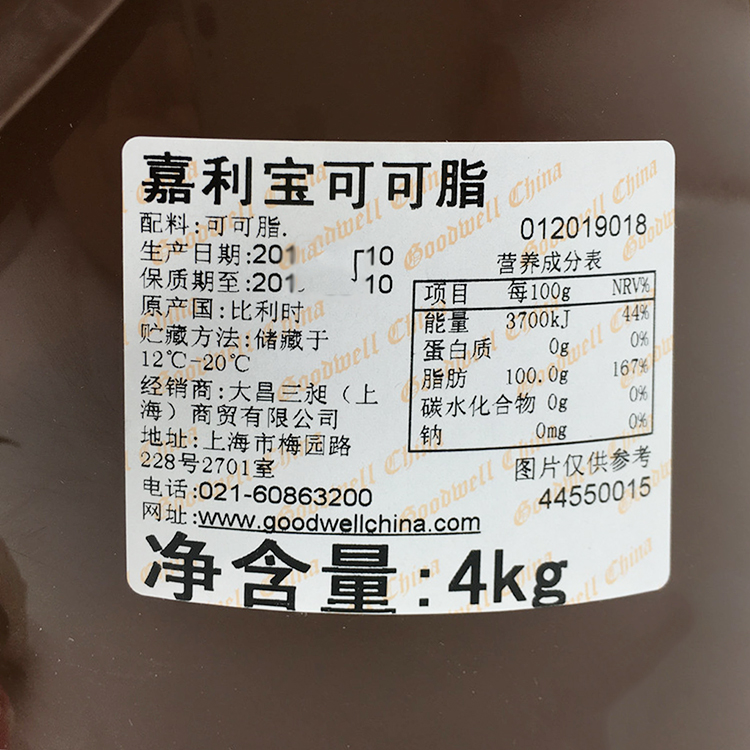 嘉利宝可可脂
配料:可可脂.
012019018
生产日期:201 10
保质期至:201 10
原产国:比利时
贮藏方法:储藏于
12℃-20℃
经销商:大昌三昶（上
海）商贸有限公司
地址:上海市梅园路
228号2701室
电话:021-60863200
网址:www.goodwellchina.com
营养成分表
项目 每100g NRV%
能量 3700kJ 44%
蛋白质 0g 0%
脂肪 100.0g 167%
碳水化合物 0g 0%
钠 0mg 0%
图片仅供参考
44550015
净含量:4kg